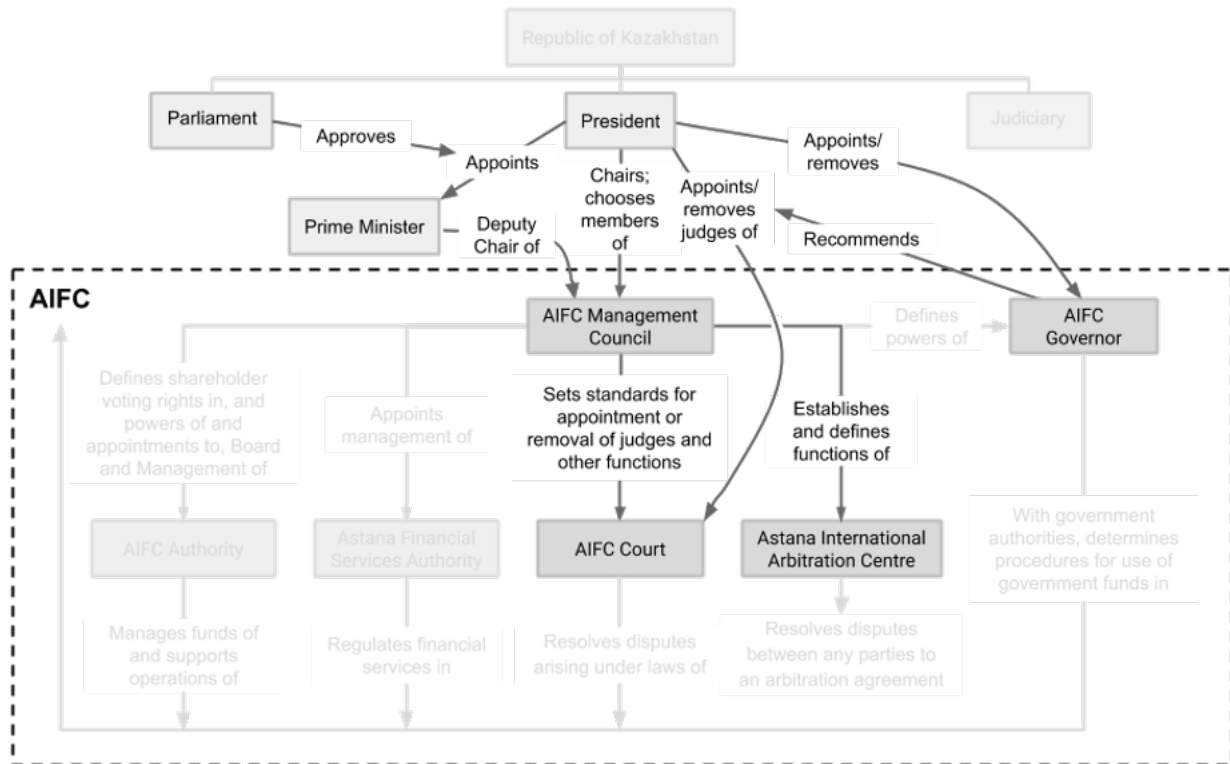 Republic of Kazakhstan
Parliament
President
Judiciary
Approves
Appoints
Chairs;
chooses
members
of
Appoints/
removes
judges of
Appoints/
removes
Prime Minister
Deputy
Chair of
Recommends
AIFC
AIFC Management
Council
Defines
powers of
AIFC
Governor
Defines shareholder
voting rights in, and
powers of and
appointments to, Board
and Management of
Appoints
management of
Sets standards for
appointment or
removal of judges and
other functions
Establishes
and defines
functions of
AIFC Authority
Astana Financial
Services Authority
AIFC Court
Astana International
Arbitration Centre
With government
authorities, determines
procedures for use of
government funds in
Manages funds of
and supports
operations of
Regulates financial
services in
Resolves disputes
arising under laws of
Resolves disputes
between any parties to
an arbitration agreement